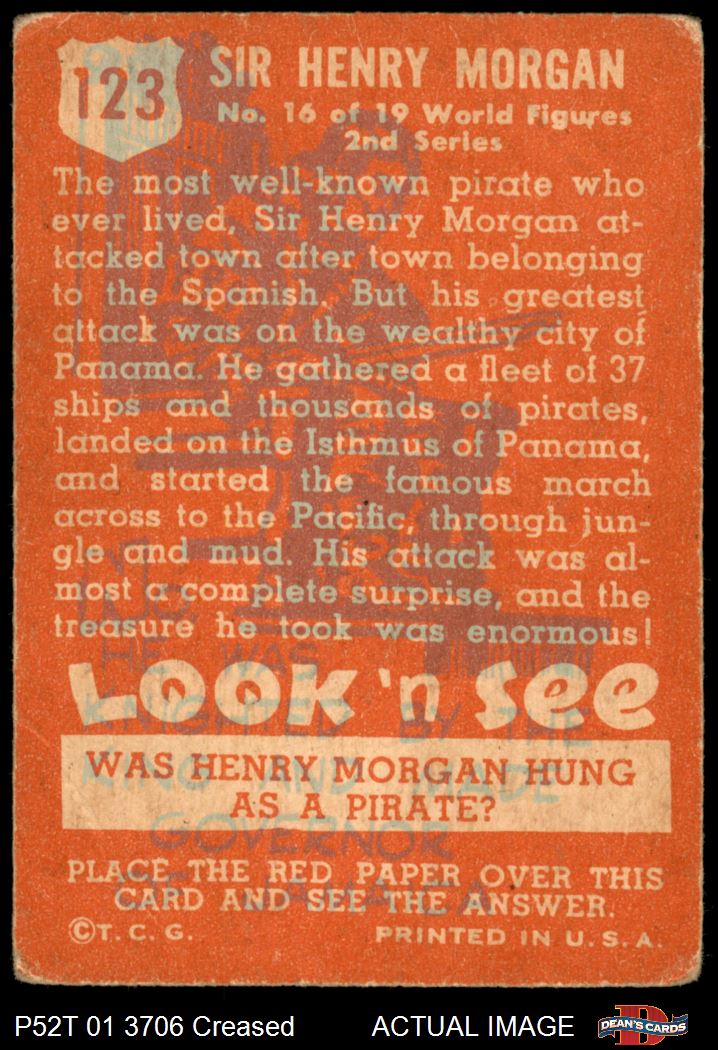 123
SIR HENRY MORGAN
No. 16 of 19 World Figures
2nd Series
The most well-known pirate who
ever lived, Sir Henry Morgan at-
tacked town after town belonging
to the Spanish. But his greatest
attack was on the wealthy city of
Panama. He gathered a fleet of 37
ships and thousands of pirates,
landed on the Isthmus of Panama,
and started the famous march
across to the Pacific, through jun-
gle and mud. His attack was al-
most a complete surprise, and the
treasure he took was enormous!
NO
HE WAS
KNIGHTED BY THE
KING AND MADE
GOVERNOR
OF JAMAICA
LOOK 'n SEE
WAS HENRY MORGAN HUNG
AS A PIRATE?
PLACE THE RED PAPER OVER THIS
CARD AND SEE THE ANSWER.
©T. C. G.
PRINTED IN U. S. A.
P52T 01 3706 Creased
ACTUAL IMAGE
DEAN'S CARDS